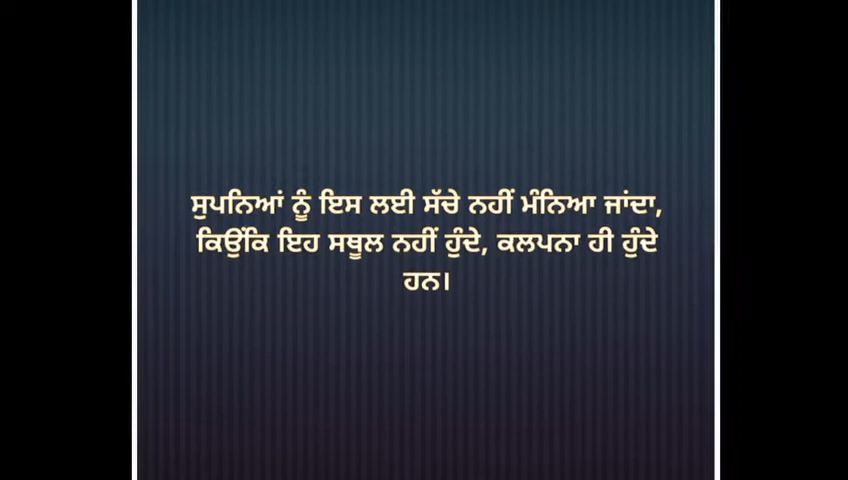 ਸੁਪਨਿਆਂ ਨੂੰ ਇਸ ਲਈ ਸੱਚੇ ਨਹੀਂ ਮੰਨਿਆ ਜਾਂਦਾ,
ਕਿਉਂਕਿ ਇਹ ਸਥੂਲ ਨਹੀਂ ਹੁੰਦੇ, ਕਲਪਨਾ ਹੀ ਹੁੰਦੇ
ਹਨ।